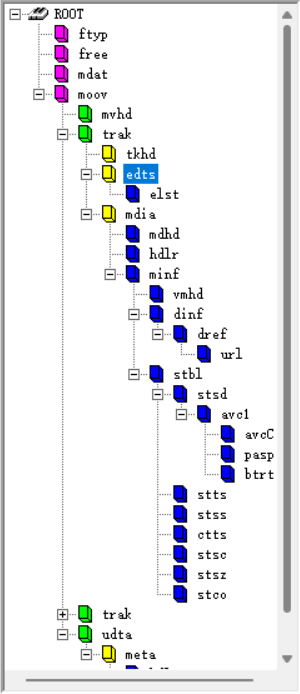 ROOT
ftyp
free
mdat
moov
mvhd
trak
tkhd
edts
elst
mdia
mdhd
hdlr
minf
vmhd
dinf
dref
url
stbl
stsd
avc1
avcC
pasp
btrt
stts
stss
ctts
stsc
stsz
stco
trak
udta
meta